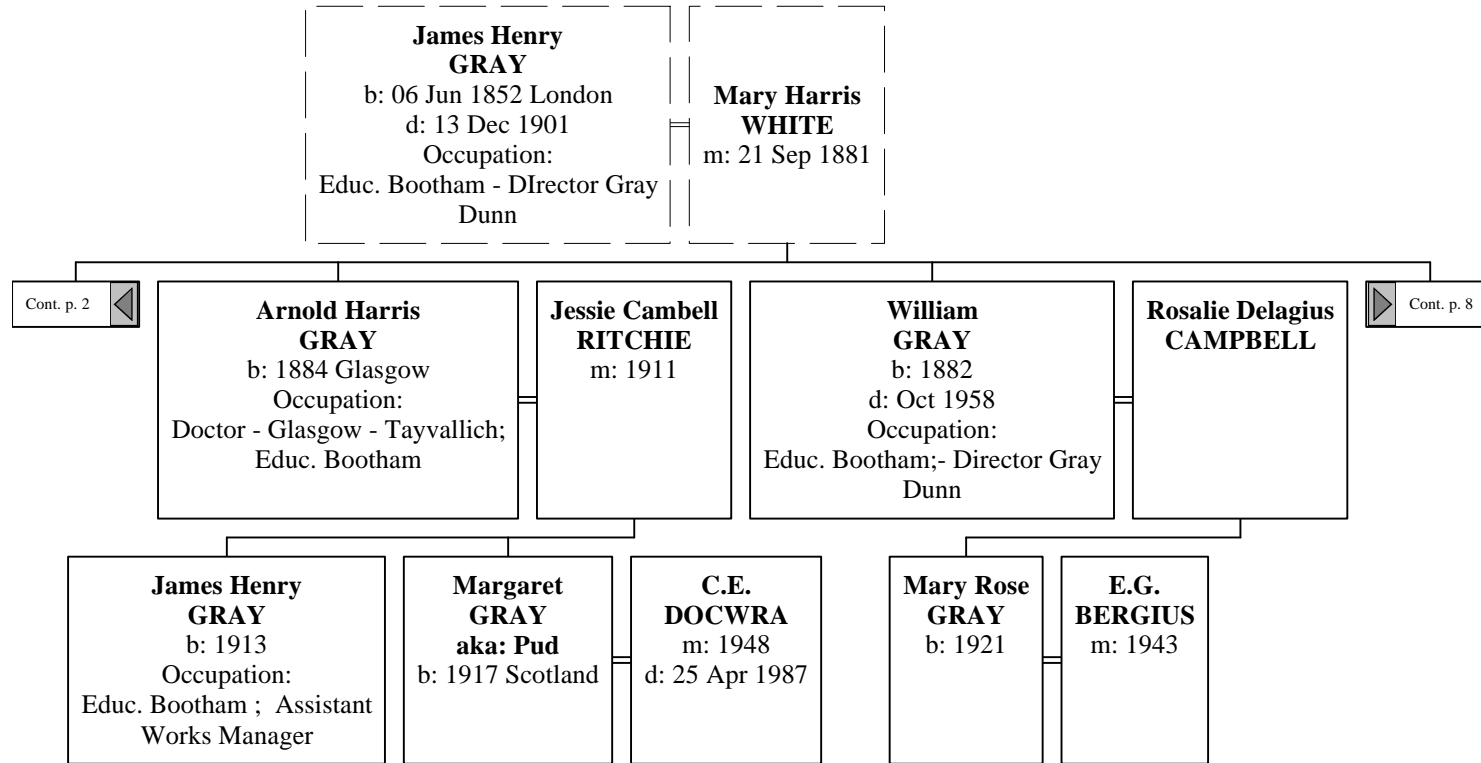 James Henry
GRAY
b: 06 Jun 1852 London
d: 13 Dec 1901
Occupation:
Educ. Bootham - DIrector Gray
Dunn
Mary Harris
WHITE
m: 21 Sep 1881
Cont. p. 2
Arnold Harris
GRAY
b: 1884 Glasgow
Occupation:
Doctor - Glasgow - Tayvallich;
Educ. Bootham
Jessie Cambell
RITCHIE
m: 1911
William
GRAY
b: 1882
d: Oct 1958
Occupation:
Educ. Bootham;- Director Gray
Dunn
Rosalie Delagius
CAMPBELL
Cont. p. 8
James Henry
GRAY
b: 1913
Occupation:
Educ. Bootham ; Assistant
Works Manager
Margaret
GRAY
aka: Pud
b: 1917 Scotland
C.E.
DOCWRA
m: 1948
d: 25 Apr 1987
Mary Rose
GRAY
b: 1921
E.G.
BERGIUS
m: 1943